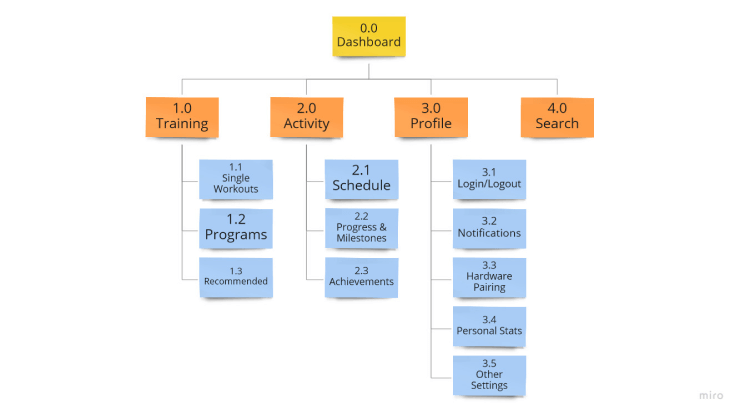 0.0
Dashboard
1.0
Training
2.0
Activity
3.0
Profile
4.0
Search
1.1
Single
Workouts
1.2
Programs
1.3
Recommended
2.1
Schedule
2.2
Progress &
Milestones
2.3
Achievements
3.1
Login/Logout
3.2
Notifications
3.3
Hardware
Pairing
3.4
Personal Stats
3.5
Other
Settings
miro